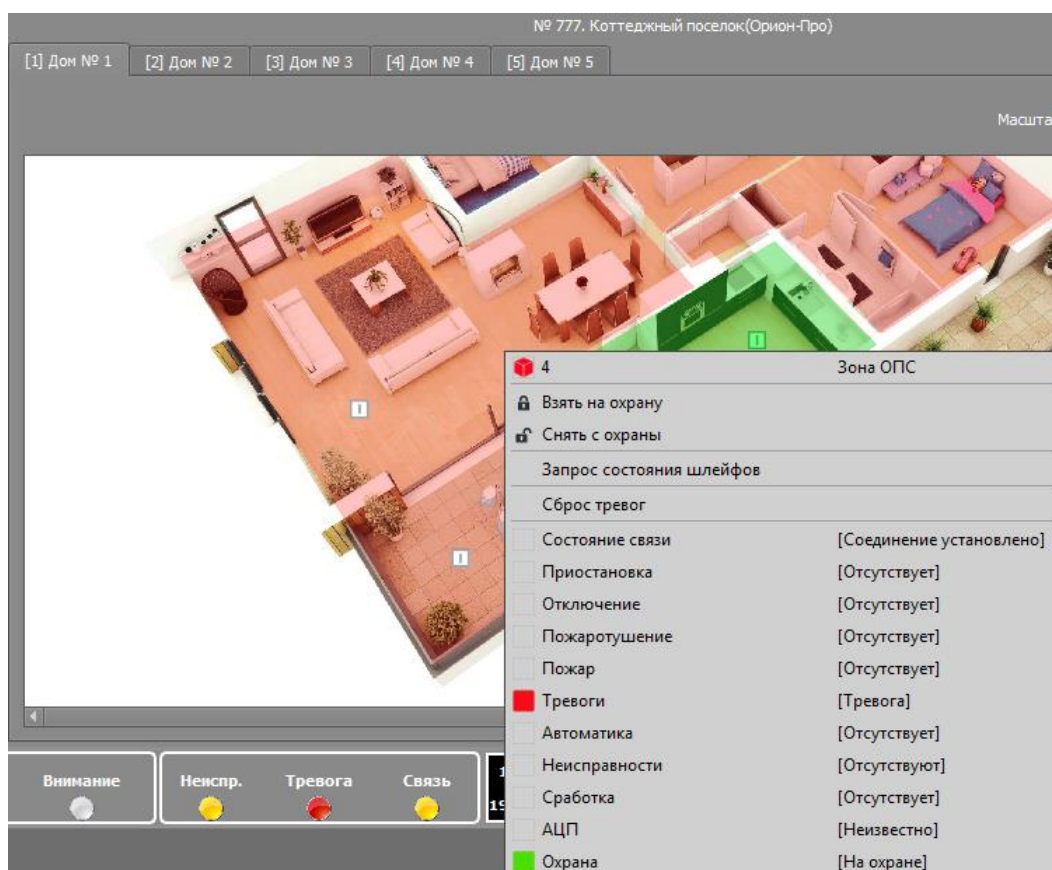 № 777. Коттеджный поселок(Орион-Про)
[1] Дом № 1 [2] Дом № 2 [3] Дом № 3 [4] Дом № 4 [5] Дом № 5
Масшта
4 Зона ОПС
Взять на охрану
Снять с охраны
Запрос состояния шлейфов
Сброс тревог
Состояние связи [Соединение установлено]
Приостановка [Отсутствует]
Отключение [Отсутствует]
Пожаротушение [Отсутствует]
Пожар [Отсутствует]
Тревоги [Тревога]
Автоматика [Отсутствует]
Неисправности [Отсутствуют]
Сработка [Отсутствует]
АЦП [Неизвестно]
Охрана [На охране]
Внимание Неиспр. Тревога Связь
1
19